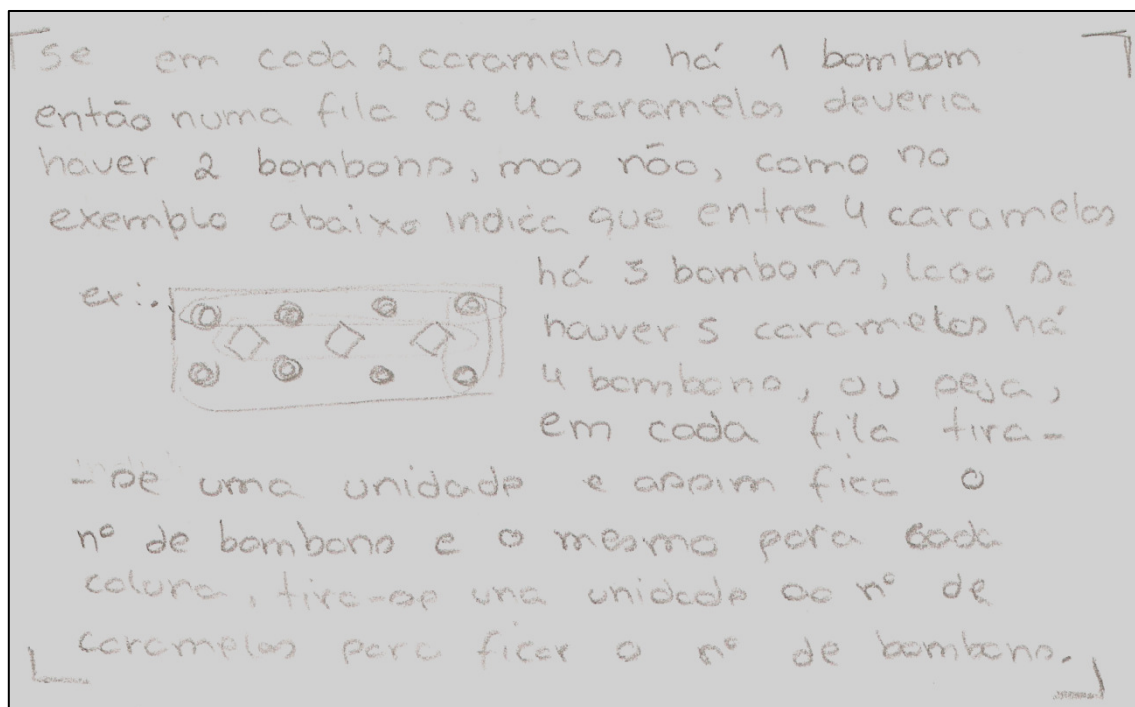 Se em cada 2 caramelos há 1 bombom
então numa fila de 4 caramelos deveria
haver 2 bombons, mas não, como no
exemplo abaixo indica que entre 4 caramelos
há 3 bombons, logo se
ex:.
houver 5 caramelos há
4 bombons, ou seja,
em cada fila tira-
-se uma unidade e assim fica o
nº de bombons e o mesmo para cada
coluna, tira-se una unidade ao nº de
caramelos para ficar o nº de bombons.